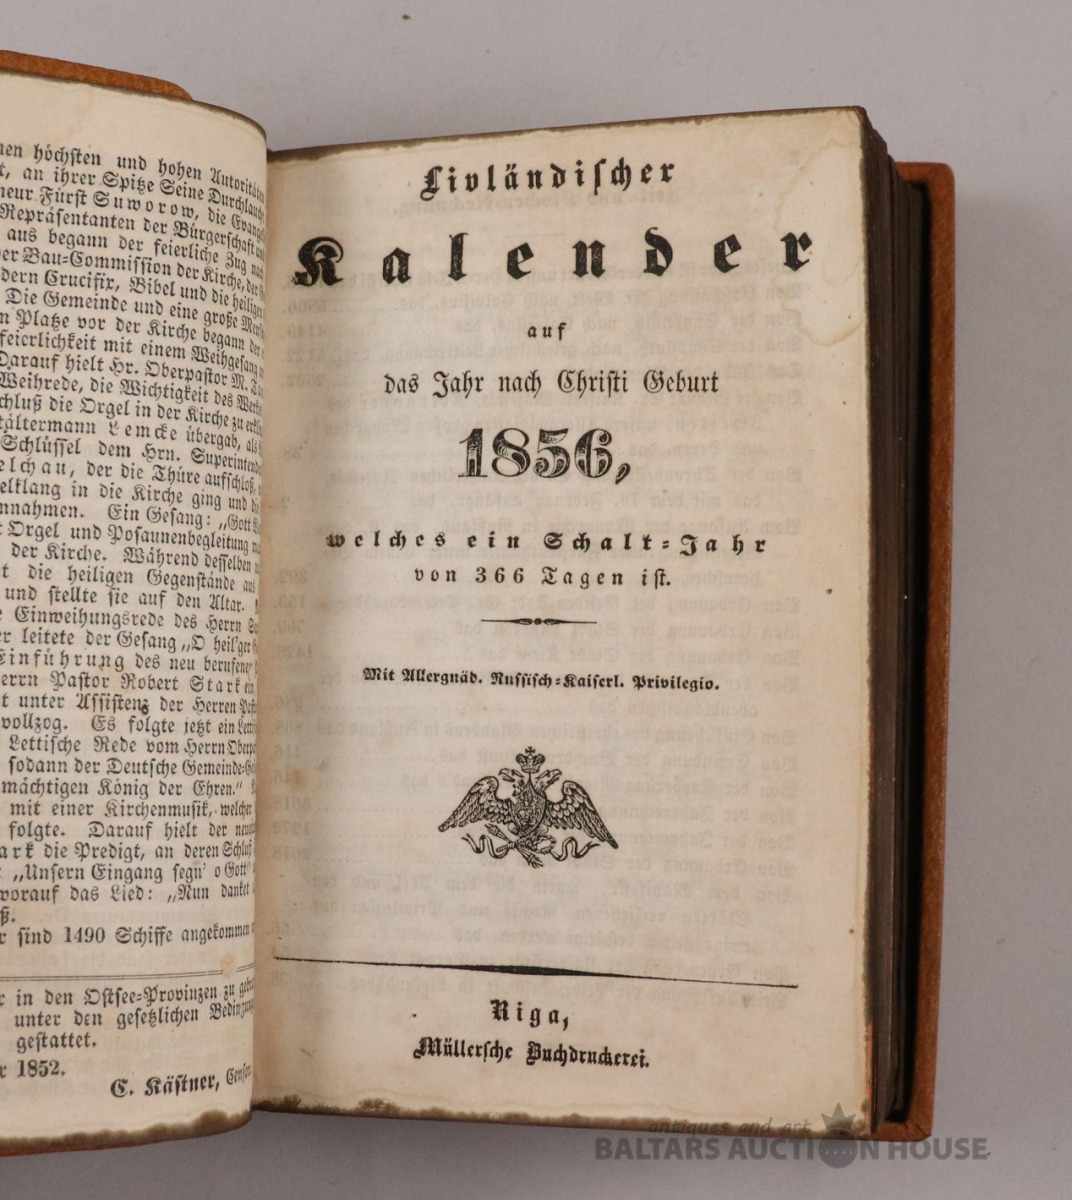 höchsten und hohen Autoritäten
an ihrer Spitze Seine Durchlaucht
Fürst Suworow, die
Repräsentanten der Bürgerschaft
aus begann der feierliche Zug
Bau-Commission der Kirche, der
Crucifix, Bibel und die heiligen
Die Gemeinde und eine große
Platze vor der Kirche begann der
mit einem Weihgesang
Darauf hielt Hr. Oberpastor M.
Weihrede, die Wichtigkeit des
die Orgel in der Kirche zu
Lemcke übergab, als
Schlüssel dem Hrn.
der die Thüre aufschloß,
in die Kirche ging und die
Ein Gesang: „Gott
Orgel und Posaunenbegleitung
der Kirche. Während desselben
die heiligen Gegenstände aus
und stellte sie auf den Altar.
Einweihungsrede des Herrn
leitete der Gesang „O heil'ger
Einführung des neu berufenen
Pastor Robert Stark ein
unter Assistenz der Herren
vollzog. Es folgte jetzt ein
Lettische Rede vom Herrn
sodann der Deutsche
mächtigen König der Ehren.“
mit einer Kirchenmusik, welcher
folgte. Darauf hielt der
die Predigt, an deren
„Unsern Eingang segn' o Gott
worauf das Lied: „Nun danket
sind 1490 Schiffe angekommen
in den Ostsee-Provinzen zu
unter den gesetzlichen
gestattet.
1852.
C. Kästner,
Livländischer
Kalender
auf
das Jahr nach Christi Geburt
1856,
welches ein Schalt-Jahr
von 366 Tagen ist.
Mit Allergnäd. Russisch-Kaiserl. Privilegio.
Riga,
Müllersche Buchdruckerei.
antiques and art
BALTARS AUCTION HOUSE